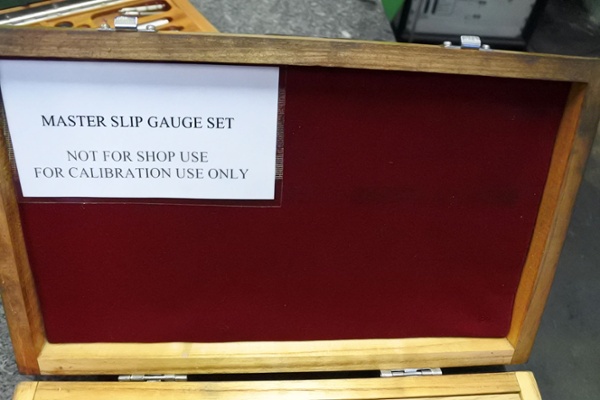 MASTER SLIP GAUGE SET
NOT FOR SHOP USE
FOR CALIBRATION USE ONLY